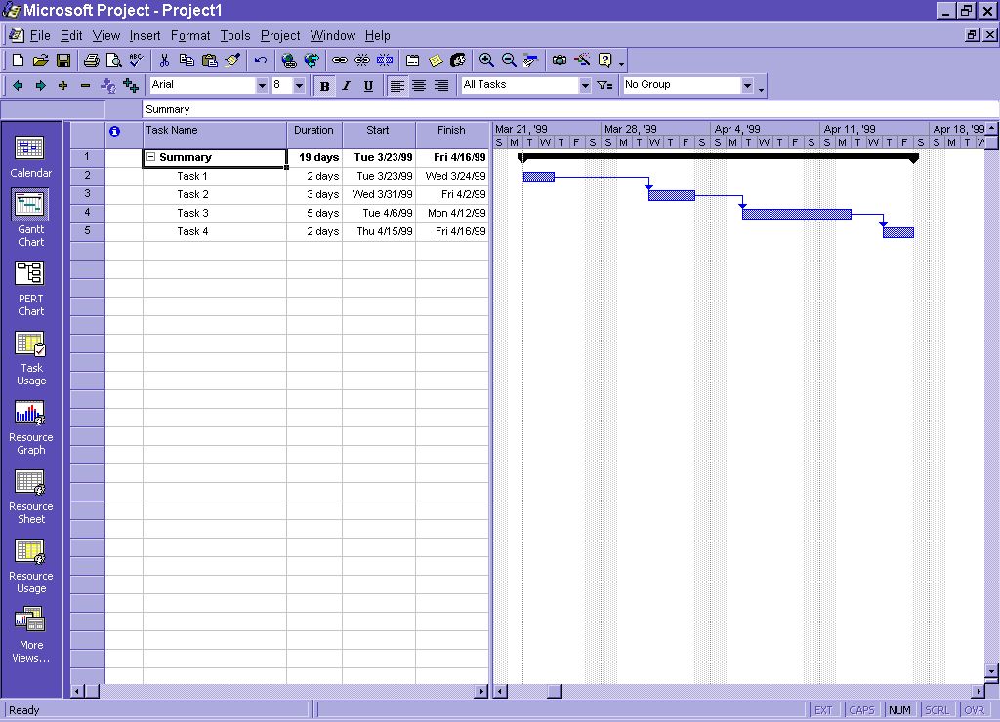 Microsoft Project - Project1
File Edit View Insert Format Tools Project Window Help
ABC
Arial 8 B I U All Tasks No Group
Summary
Task Name Duration Start Finish
Mar 21, '99 Mar 28, '99 Apr 4, '99 Apr 11, '99 Apr 18, '99
S M T W T F S S M T W T F S S M T W T F S S M T W T F S S M T W
1 Summary 19 days Tue 3/23/99 Fri 4/16/99
2 Task 1 2 days Tue 3/23/99 Wed 3/24/99
3 Task 2 3 days Wed 3/31/99 Fri 4/2/99
4 Task 3 5 days Tue 4/6/99 Mon 4/12/99
5 Task 4 2 days Thu 4/15/99 Fri 4/16/99
Calendar
Gantt
Chart
PERT
Chart
Task
Usage
Resource
Graph
Resource
Sheet
Resource
Usage
More
Views...
Ready EXT CAPS NUM SCRL OVR